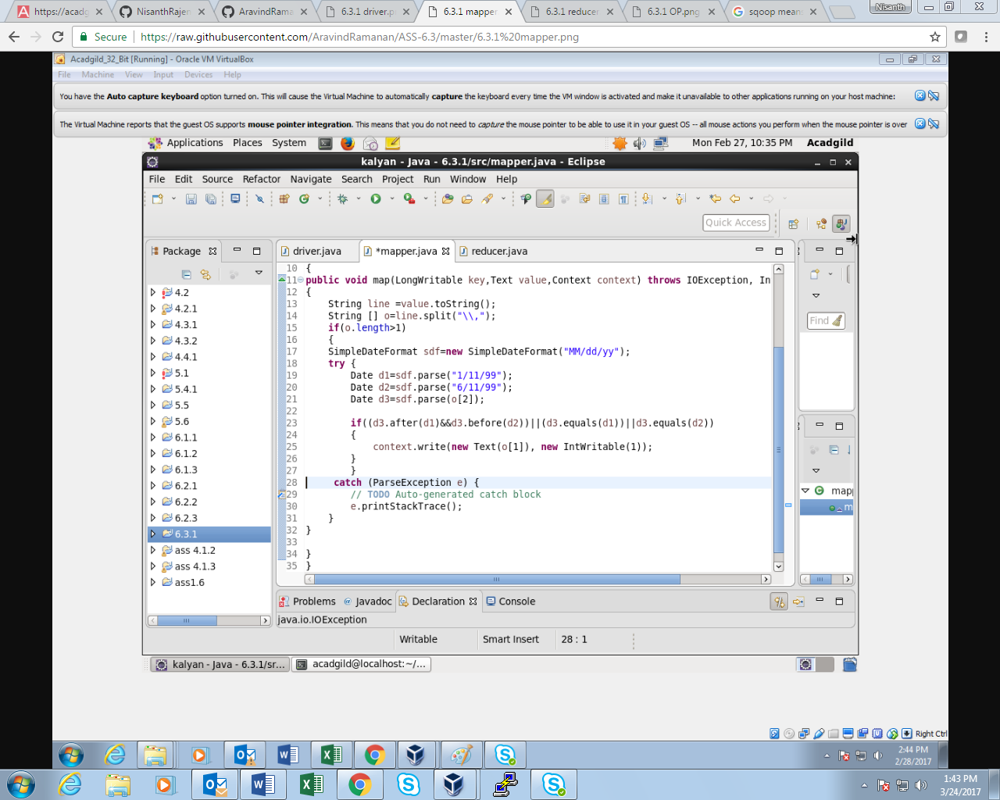 https://acadg
NisanthRajen
AravindRama
6.3.1 driver.p
6.3.1 mapper
6.3.1 reducer
6.3.1 OP.png
sqoop mean
Nisanth
Secure
https://raw.githubusercontent.com/AravindRamanan/ASS-6.3/master/6.3.1%20mapper.png
Acadgild_32_Bit [Running] - Oracle VM VirtualBox
File Machine View Input Devices Help
You have the Auto capture keyboard option turned on. This will cause the Virtual Machine to automatically capture the keyboard every time the VM window is activated and make it unavailable to other applications running on your host machine:
The Virtual Machine reports that the guest OS supports mouse pointer integration. This means that you do not need to capture the mouse pointer to be able to use it in your guest OS -- all mouse actions you perform when the mouse pointer is over
Applications Places System
Mon Feb 27, 10:35 PM Acadgild
kalyan - Java - 6.3.1/src/mapper.java - Eclipse
File Edit Source Refactor Navigate Search Project Run Window Help
Quick Access
Package
driver.java
*mapper.java
reducer.java
4.2
4.2.1
4.3.1
4.3.2
4.4.1
5.1
5.4.1
5.5
5.6
6.1.1
6.1.2
6.1.3
6.2.1
6.2.2
6.2.3
6.3.1
ass 4.1.2
ass 4.1.3
ass1.6
10 {
11 public void map(LongWritable key,Text value,Context context) throws IOException, In
12 {
13 String line =value.toString();
14 String [] o=line.split("\\,");
15 if(o.length>1)
16 {
17 SimpleDateFormat sdf=new SimpleDateFormat("MM/dd/yy");
18 try {
19 Date d1=sdf.parse("1/11/99");
20 Date d2=sdf.parse("6/11/99");
21 Date d3=sdf.parse(o[2]);
22
23 if((d3.after(d1)&&d3.before(d2))||(d3.equals(d1))||d3.equals(d2))
24 {
25 context.write(new Text(o[1]), new IntWritable(1));
26 }
27 }
28 catch (ParseException e) {
29 // TODO Auto-generated catch block
30 e.printStackTrace();
31 }
32 }
33
34 }
35 }
Find
map
m
Problems
Javadoc
Declaration
Console
java.io.IOException
Writable
Smart Insert
28 : 1
kalyan - Java - 6.3.1/sr...
acadgild@localhost:~/...
Right Ctrl
2:44 PM
2/28/2017
1:43 PM
3/24/2017